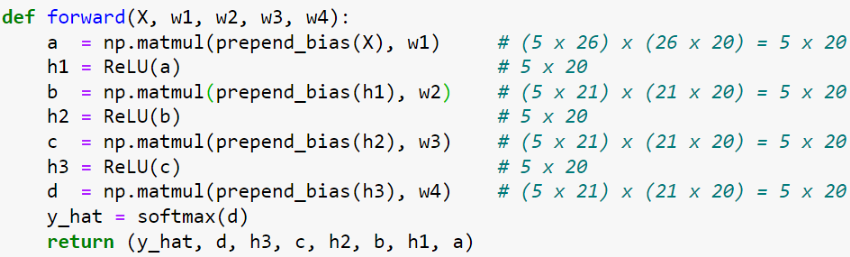 def forward(X, w1, w2, w3, w4):
    a  = np.matmul(prepend_bias(X), w1)     # (5 x 26) x (26 x 20) = 5 x 20
    h1 = ReLU(a)                            # 5 x 20
    b  = np.matmul(prepend_bias(h1), w2)    # (5 x 21) x (21 x 20) = 5 x 20
    h2 = ReLU(b)                            # 5 x 20
    c  = np.matmul(prepend_bias(h2), w3)    # (5 x 21) x (21 x 20) = 5 x 20
    h3 = ReLU(c)                            # 5 x 20
    d  = np.matmul(prepend_bias(h3), w4)    # (5 x 21) x (21 x 20) = 5 x 20
    y_hat = softmax(d)
    return (y_hat, d, h3, c, h2, b, h1, a)